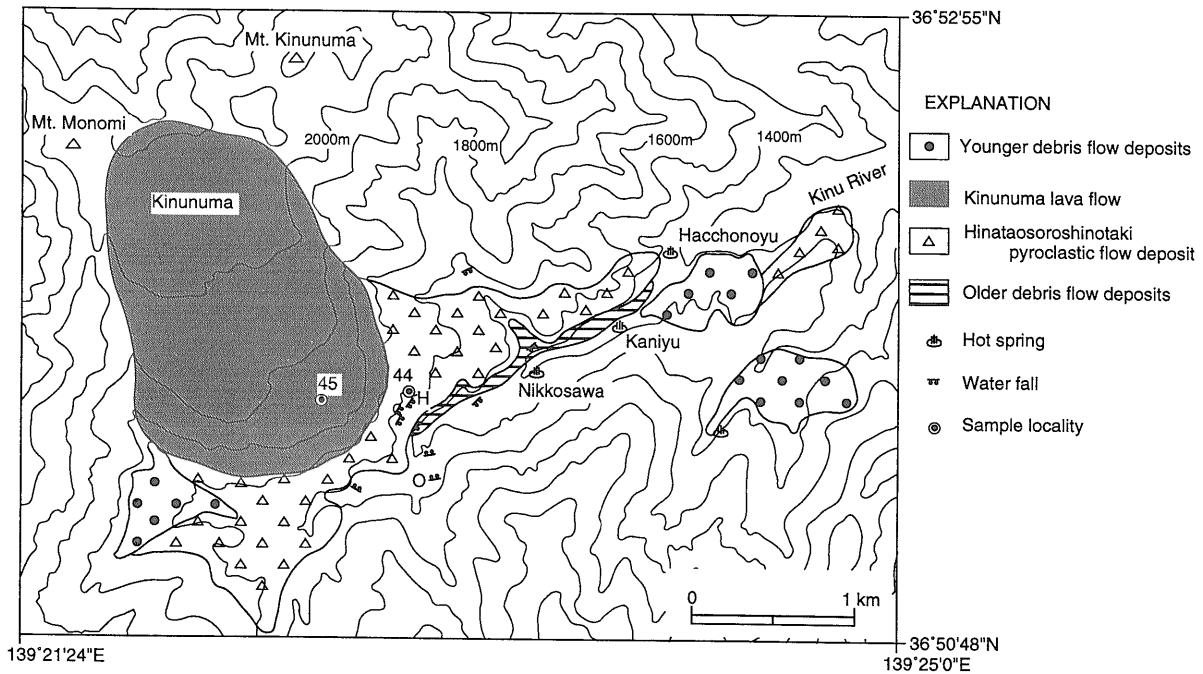 36°52'55"N
Mt. Kinunuma
Mt. Monomi
2000m
1800m
1600m
1400m
Kinunuma
Kinu River
Hacchonoyu
Kaniyu
Nikkosawa
45
44
H
EXPLANATION
Younger debris flow deposits
Kinunuma lava flow
Hinataosoroshinotaki
pyroclastic flow deposit
Older debris flow deposits
Hot spring
Water fall
Sample locality
0 1 km
36°50'48"N
139°21'24"E
139°25'0"E